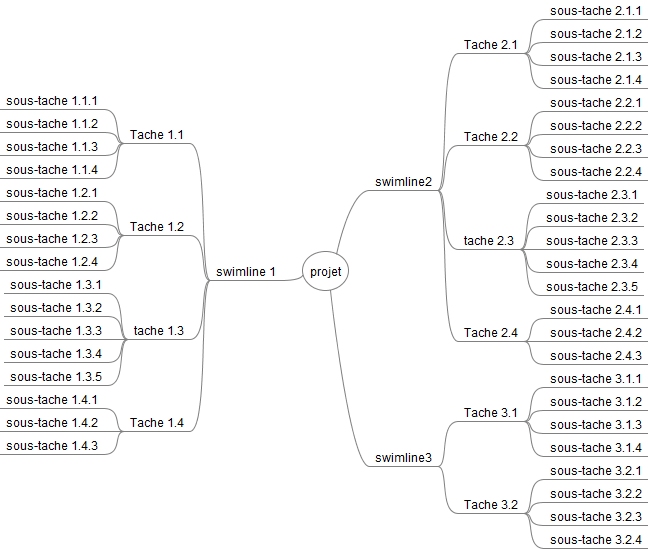 projet
swimline 1
Tache 1.1
sous-tache 1.1.1
sous-tache 1.1.2
sous-tache 1.1.3
sous-tache 1.1.4
Tache 1.2
sous-tache 1.2.1
sous-tache 1.2.2
sous-tache 1.2.3
sous-tache 1.2.4
tache 1.3
sous-tache 1.3.1
sous-tache 1.3.2
sous-tache 1.3.3
sous-tache 1.3.4
sous-tache 1.3.5
Tache 1.4
sous-tache 1.4.1
sous-tache 1.4.2
sous-tache 1.4.3
swimline2
Tache 2.1
sous-tache 2.1.1
sous-tache 2.1.2
sous-tache 2.1.3
sous-tache 2.1.4
Tache 2.2
sous-tache 2.2.1
sous-tache 2.2.2
sous-tache 2.2.3
sous-tache 2.2.4
tache 2.3
sous-tache 2.3.1
sous-tache 2.3.2
sous-tache 2.3.3
sous-tache 2.3.4
sous-tache 2.3.5
Tache 2.4
sous-tache 2.4.1
sous-tache 2.4.2
sous-tache 2.4.3
swimline3
Tache 3.1
sous-tache 3.1.1
sous-tache 3.1.2
sous-tache 3.1.3
sous-tache 3.1.4
Tache 3.2
sous-tache 3.2.1
sous-tache 3.2.2
sous-tache 3.2.3
sous-tache 3.2.4